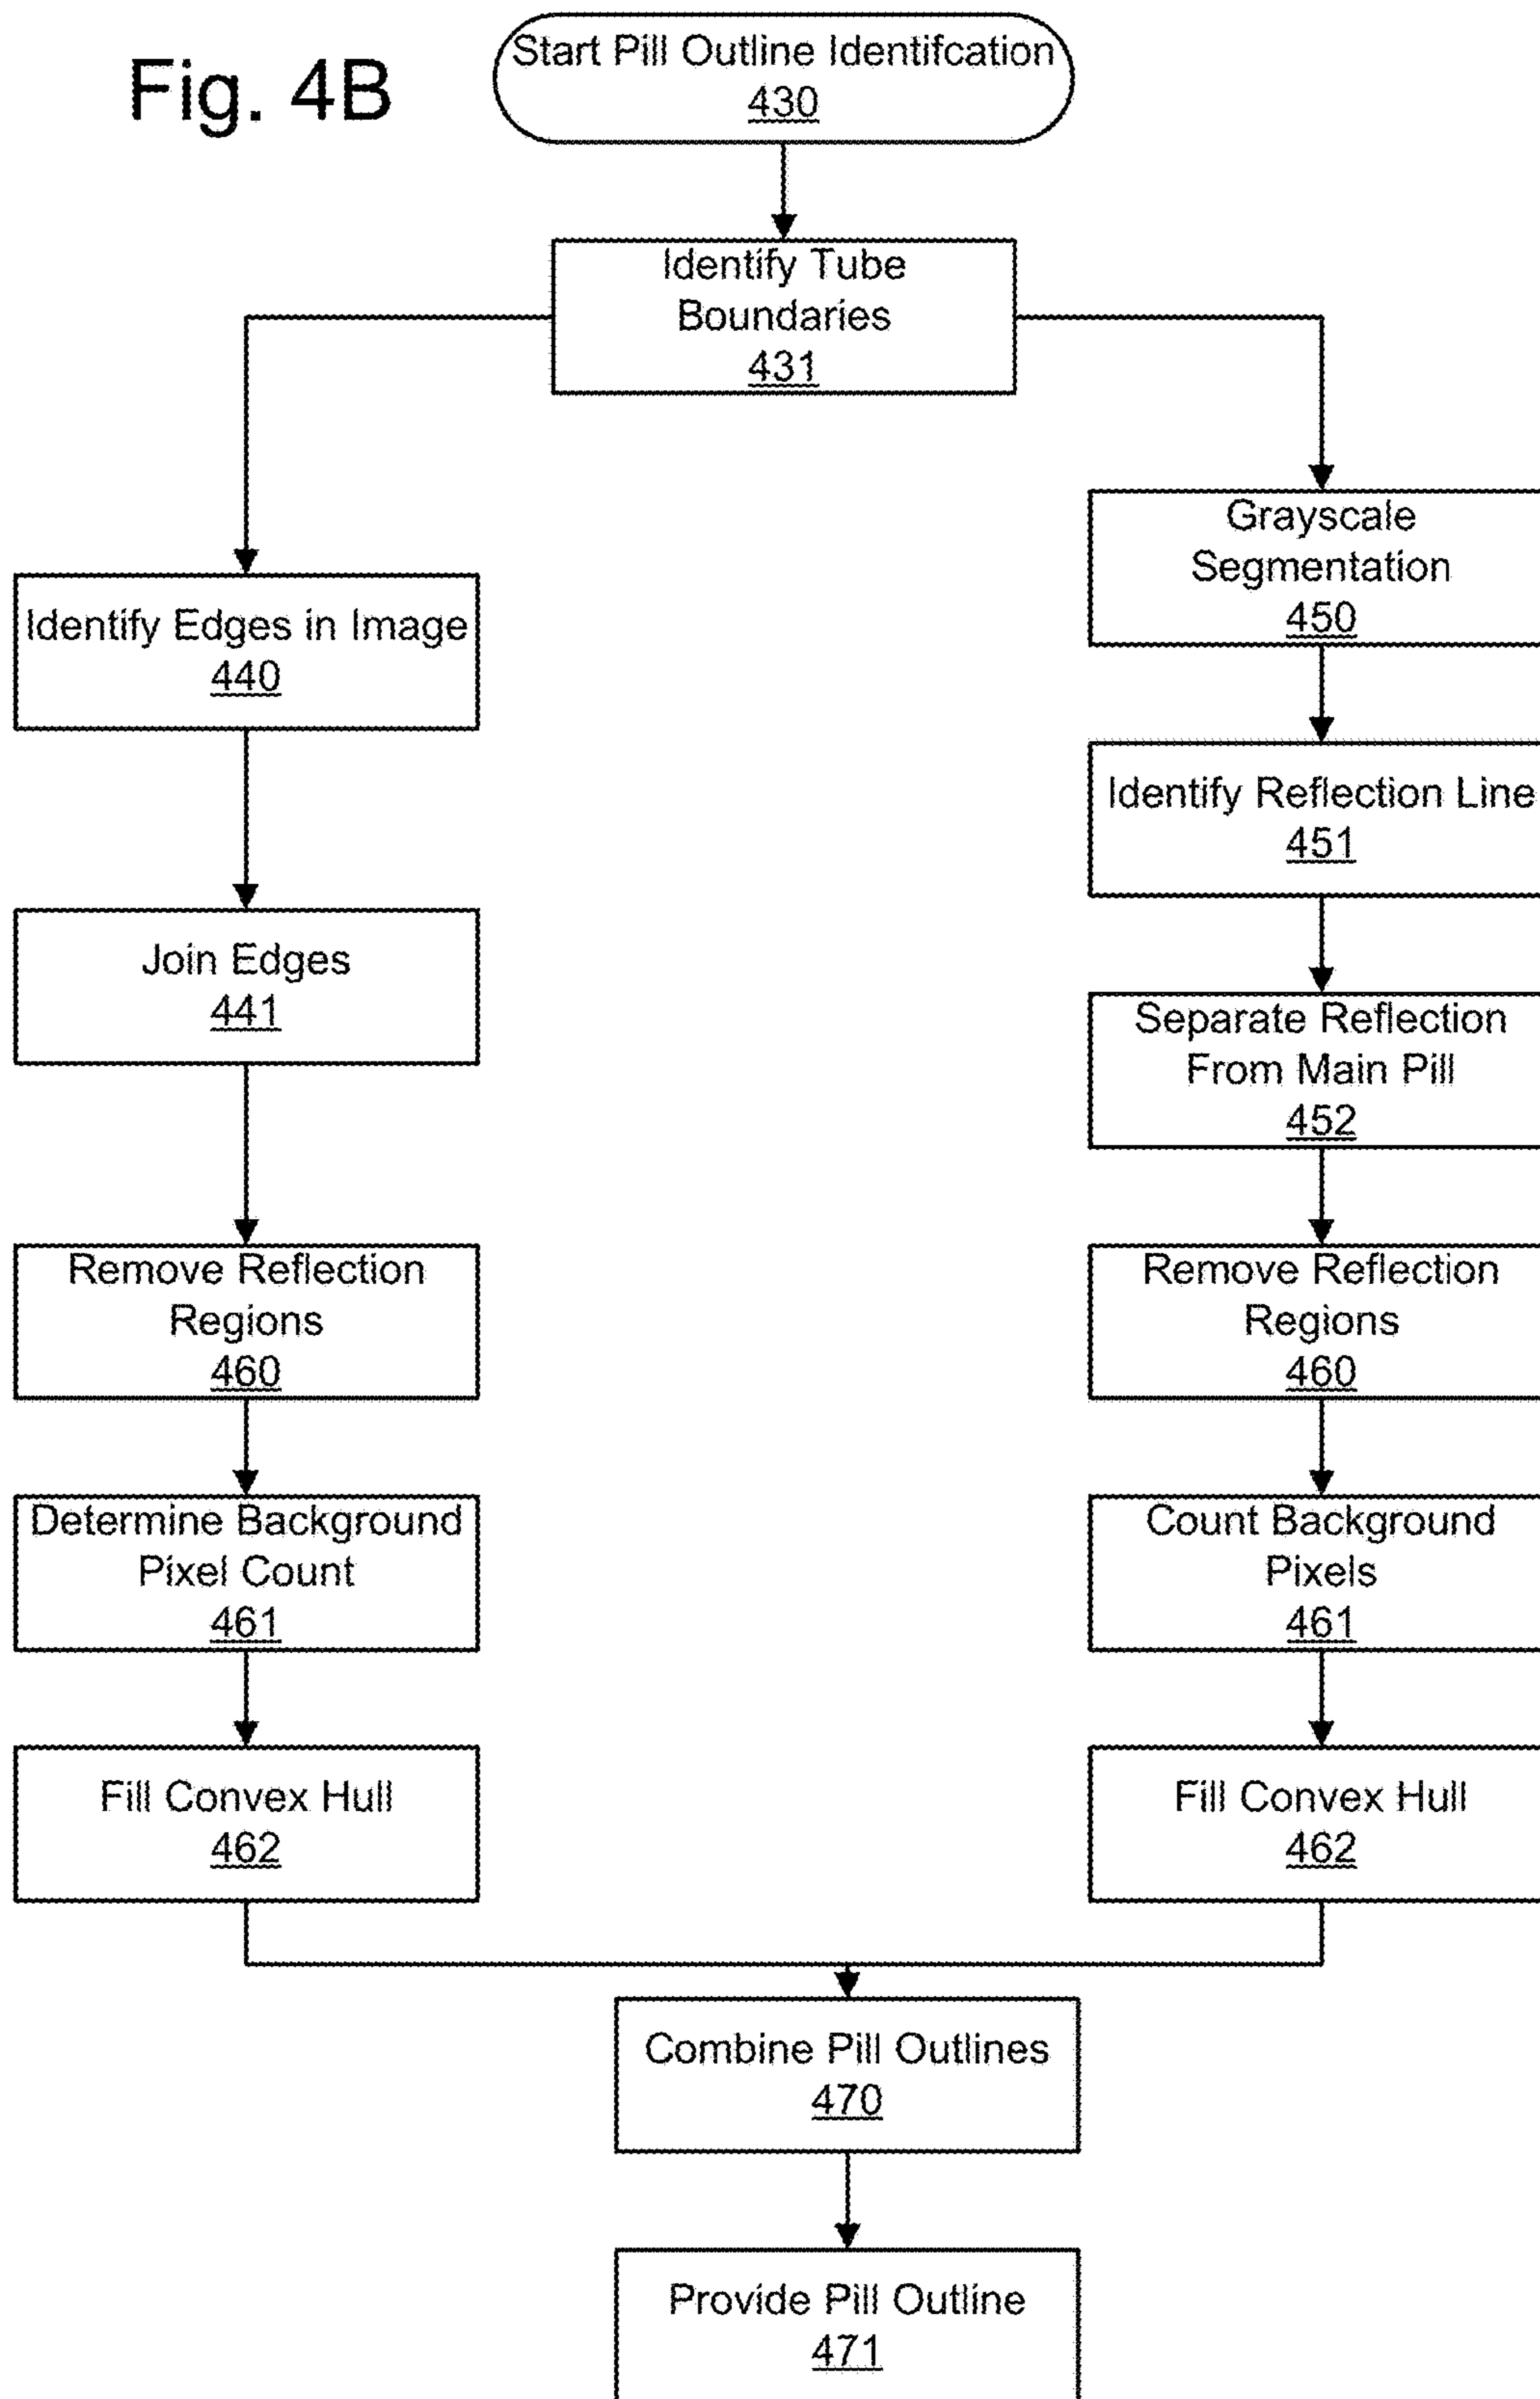 Fig. 4B
Start Pill Outline Identifcation
430
Identify Tube
Boundaries
431
Identify Edges in Image
440
Join Edges
441
Remove Reflection
Regions
460
Determine Background
Pixel Count
461
Fill Convex Hull
462
Grayscale
Segmentation
450
Identify Reflection Line
451
Separate Reflection
From Main Pill
452
Remove Reflection
Regions
460
Count Background
Pixels
461
Fill Convex Hull
462
Combine Pill Outlines
470
Provide Pill Outline
471